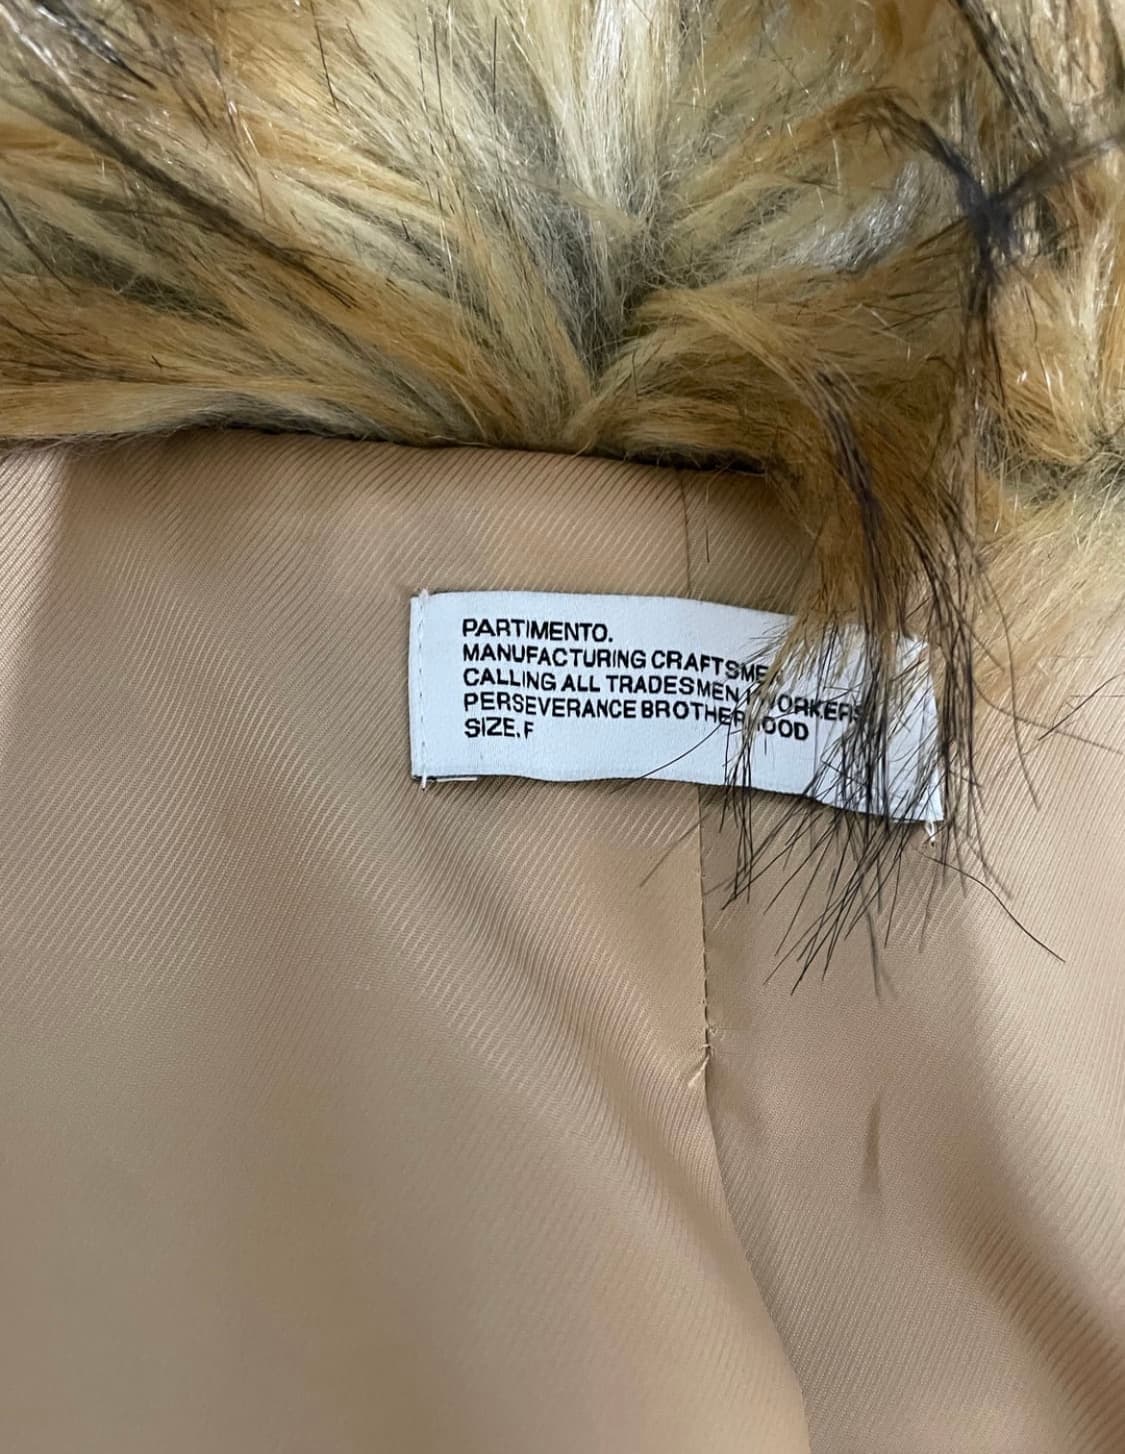 PARTIMENTO.
MANUFACTURING CRAFTSMEN
CALLING ALL TRADESMEN WORKERS
PERSEVERANCE BROTHERHOOD
SIZE.F